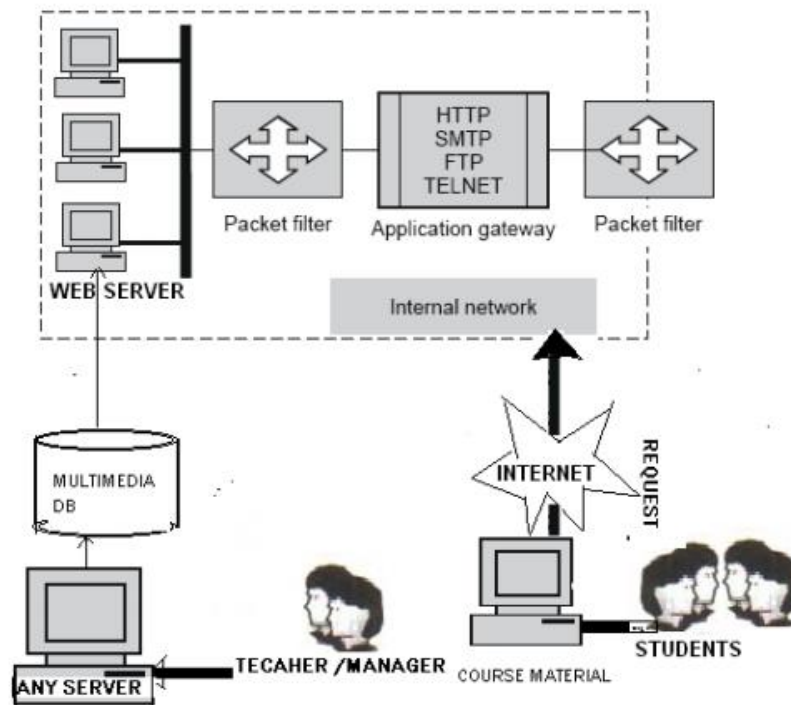 HTTP
SMTP
FTP
TELNET
Packet filter
Application gateway
Packet filter
WEB SERVER
Internal network
MULTIMEDIA
DB
INTERNET
REQUEST
ANY SERVER
TECAHER /MANAGER
COURSE MATERIAL
STUDENTS